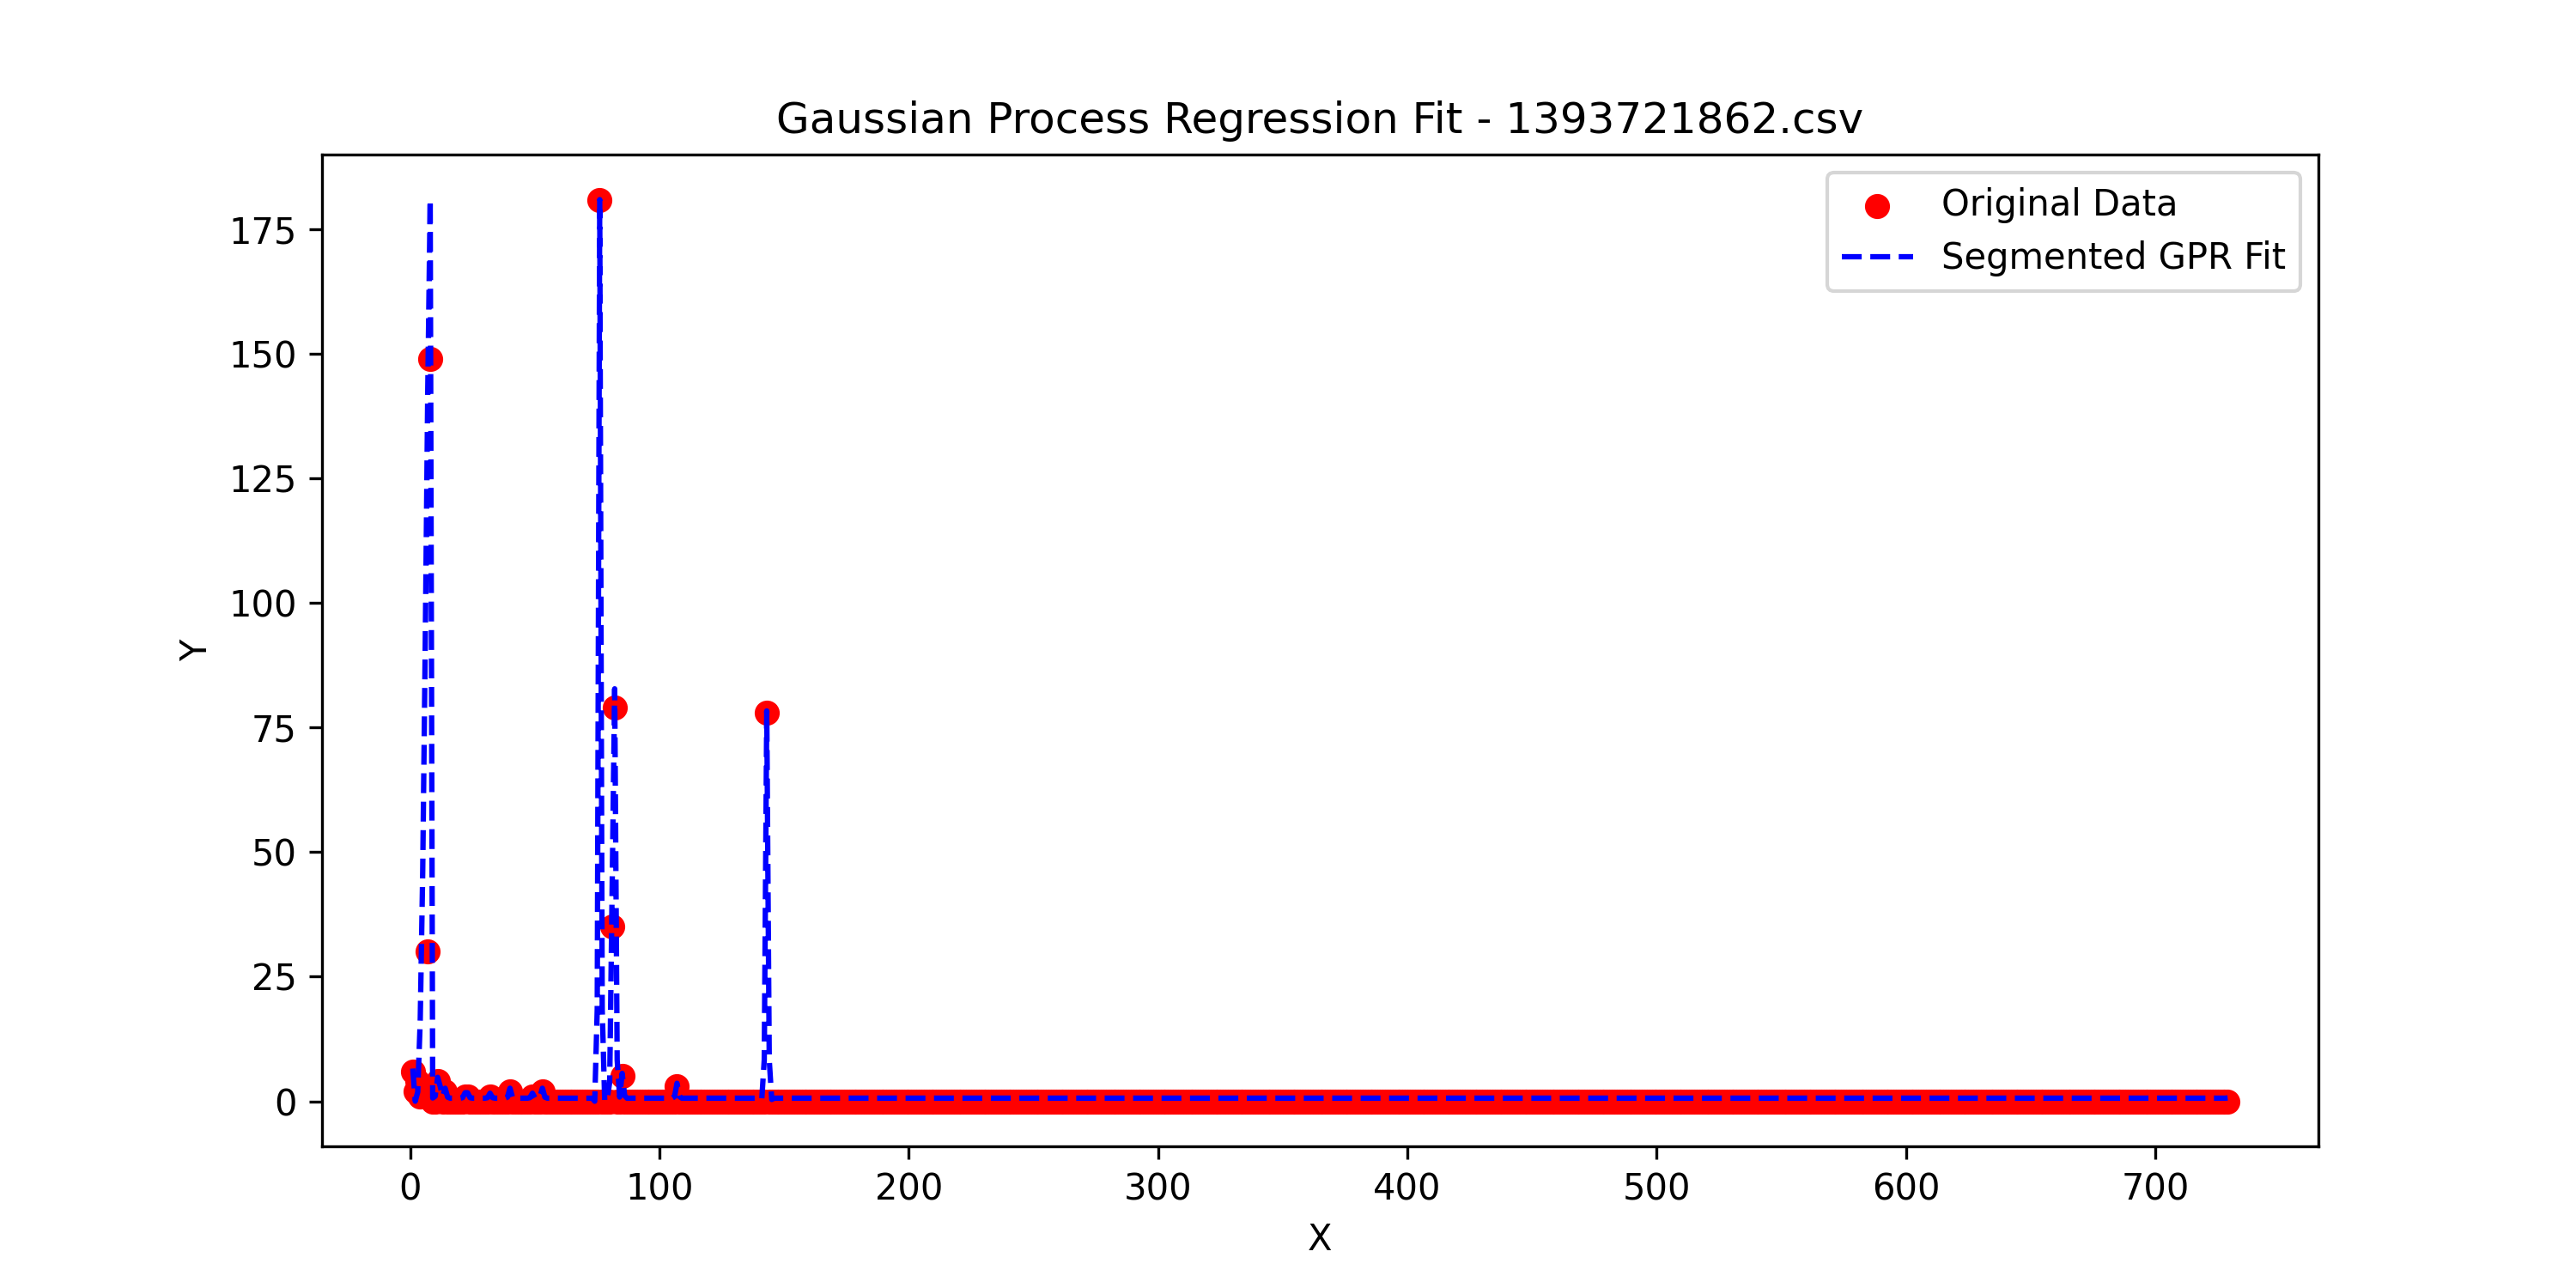 Gaussian Process Regression Fit - 1393721862.csv
Original Data
Segmented GPR Fit
175
150
125
100
75
50
25
0
Y
0 100 200 300 400 500 600 700
X